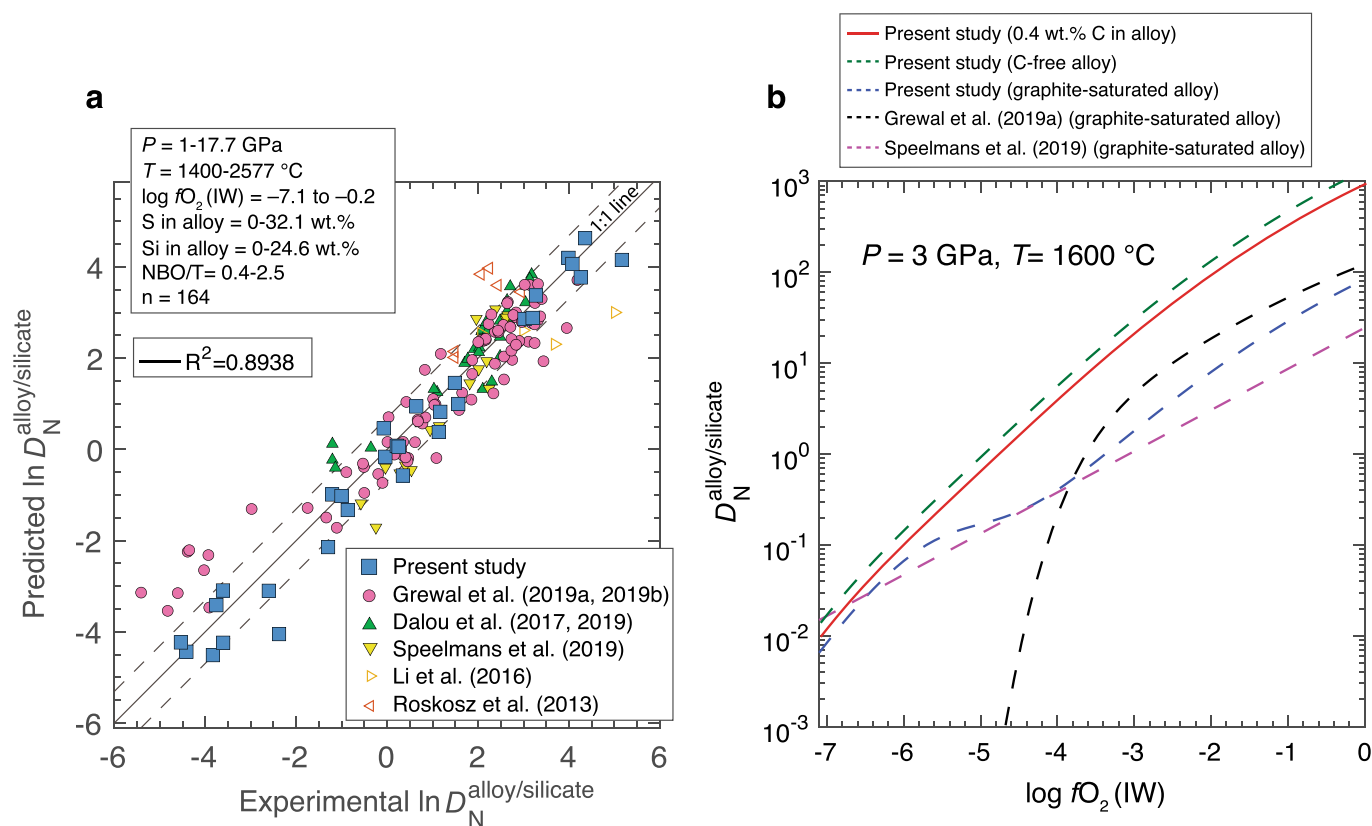 a
P = 1-17.7 GPa
T = 1400-2577 °C
log fO₂ (IW) = –7.1 to –0.2
S in alloy = 0-32.1 wt.%
Si in alloy = 0-24.6 wt.%
NBO/T= 0.4-2.5
n = 164
R²=0.8938
1:1 line
Predicted ln D_N^alloy/silicate
4
2
0
-2
-4
-6
Present study
Grewal et al. (2019a, 2019b)
Dalou et al. (2017, 2019)
Speelmans et al. (2019)
Li et al. (2016)
Roskosz et al. (2013)
-6 -4 -2 0 2 4 6
Experimental ln D_N^alloy/silicate
b
Present study (0.4 wt.% C in alloy)
Present study (C-free alloy)
Present study (graphite-saturated alloy)
Grewal et al. (2019a) (graphite-saturated alloy)
Speelmans et al. (2019) (graphite-saturated alloy)
P = 3 GPa, T= 1600 °C
D_N^alloy/silicate
10³
10²
10¹
10⁰
10⁻¹
10⁻²
10⁻³
-7 -6 -5 -4 -3 -2 -1 0
log fO₂ (IW)